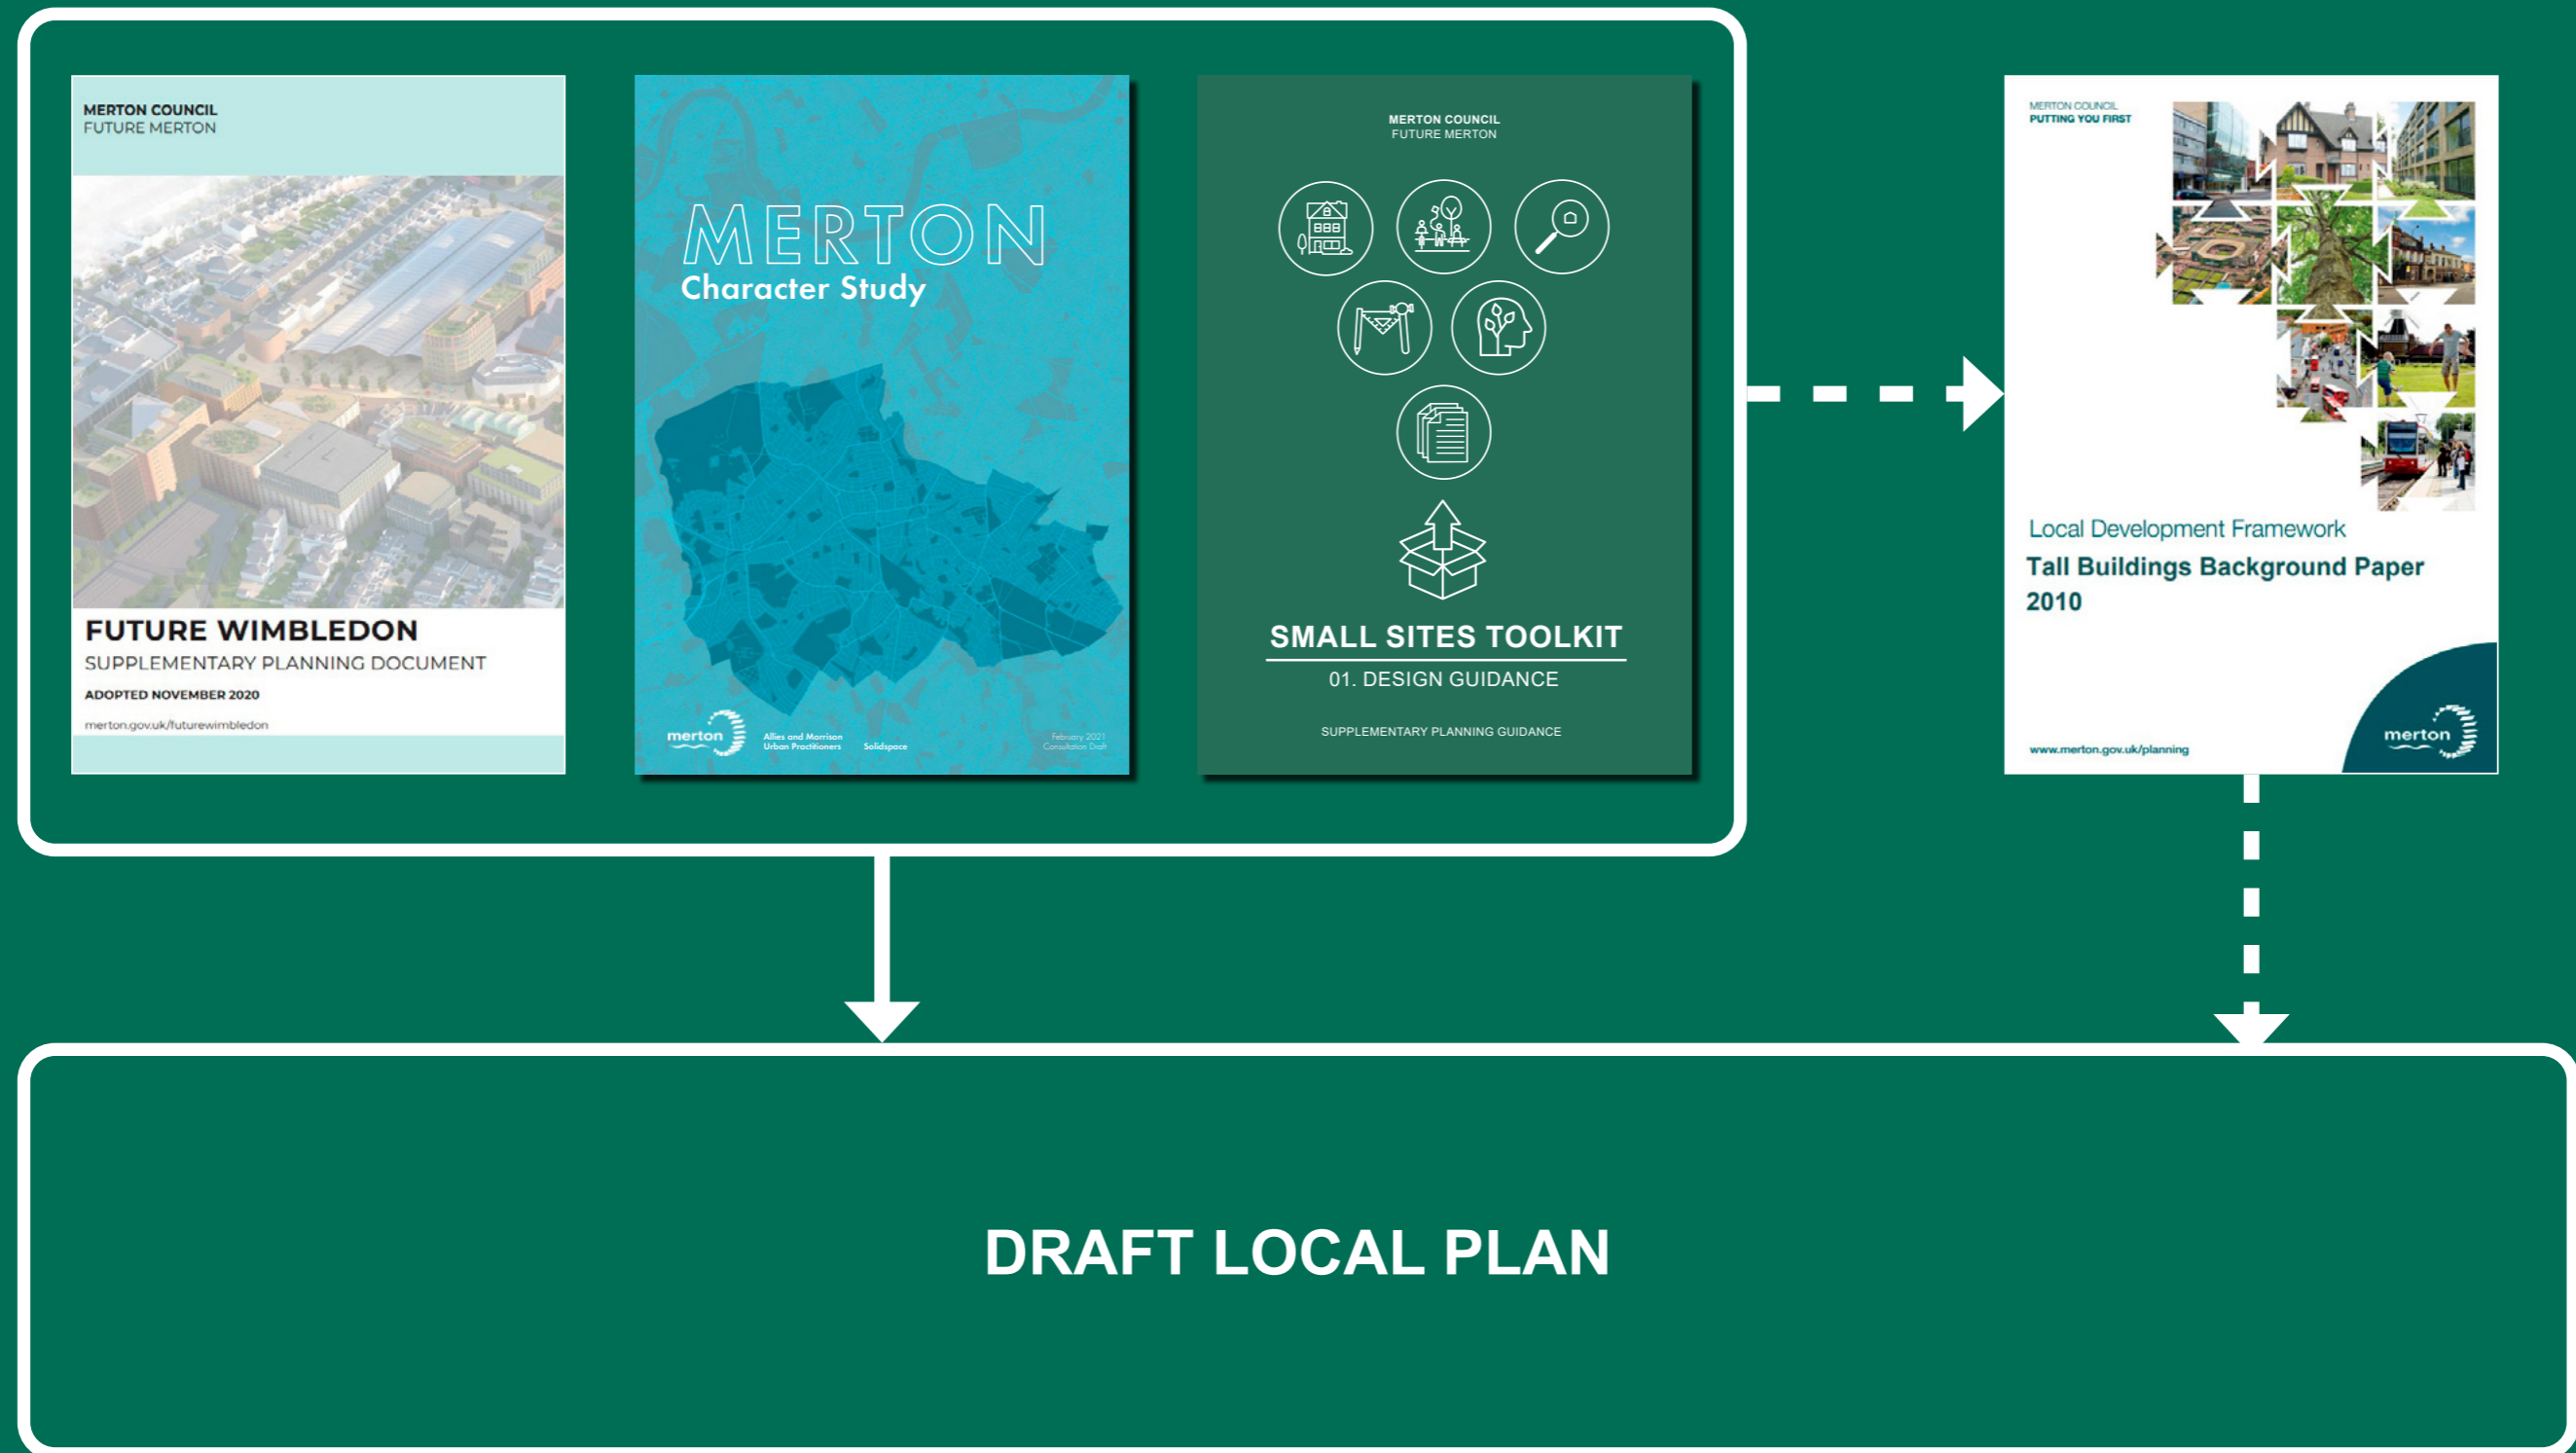 MERTON COUNCIL
FUTURE MERTON
FUTURE WIMBLEDON
SUPPLEMENTARY PLANNING DOCUMENT
ADOPTED NOVEMBER 2020
merton.gov.uk/futurewimbledon
MERTON
Character Study
merton
Allies and Morrison
Urban Practitioners
Solidspace
February 2021
Consultation Draft
MERTON COUNCIL
FUTURE MERTON
SMALL SITES TOOLKIT
01. DESIGN GUIDANCE
SUPPLEMENTARY PLANNING GUIDANCE
MERTON COUNCIL
PUTTING YOU FIRST
Local Development Framework
Tall Buildings Background Paper
2010
www.merton.gov.uk/planning
merton
DRAFT LOCAL PLAN